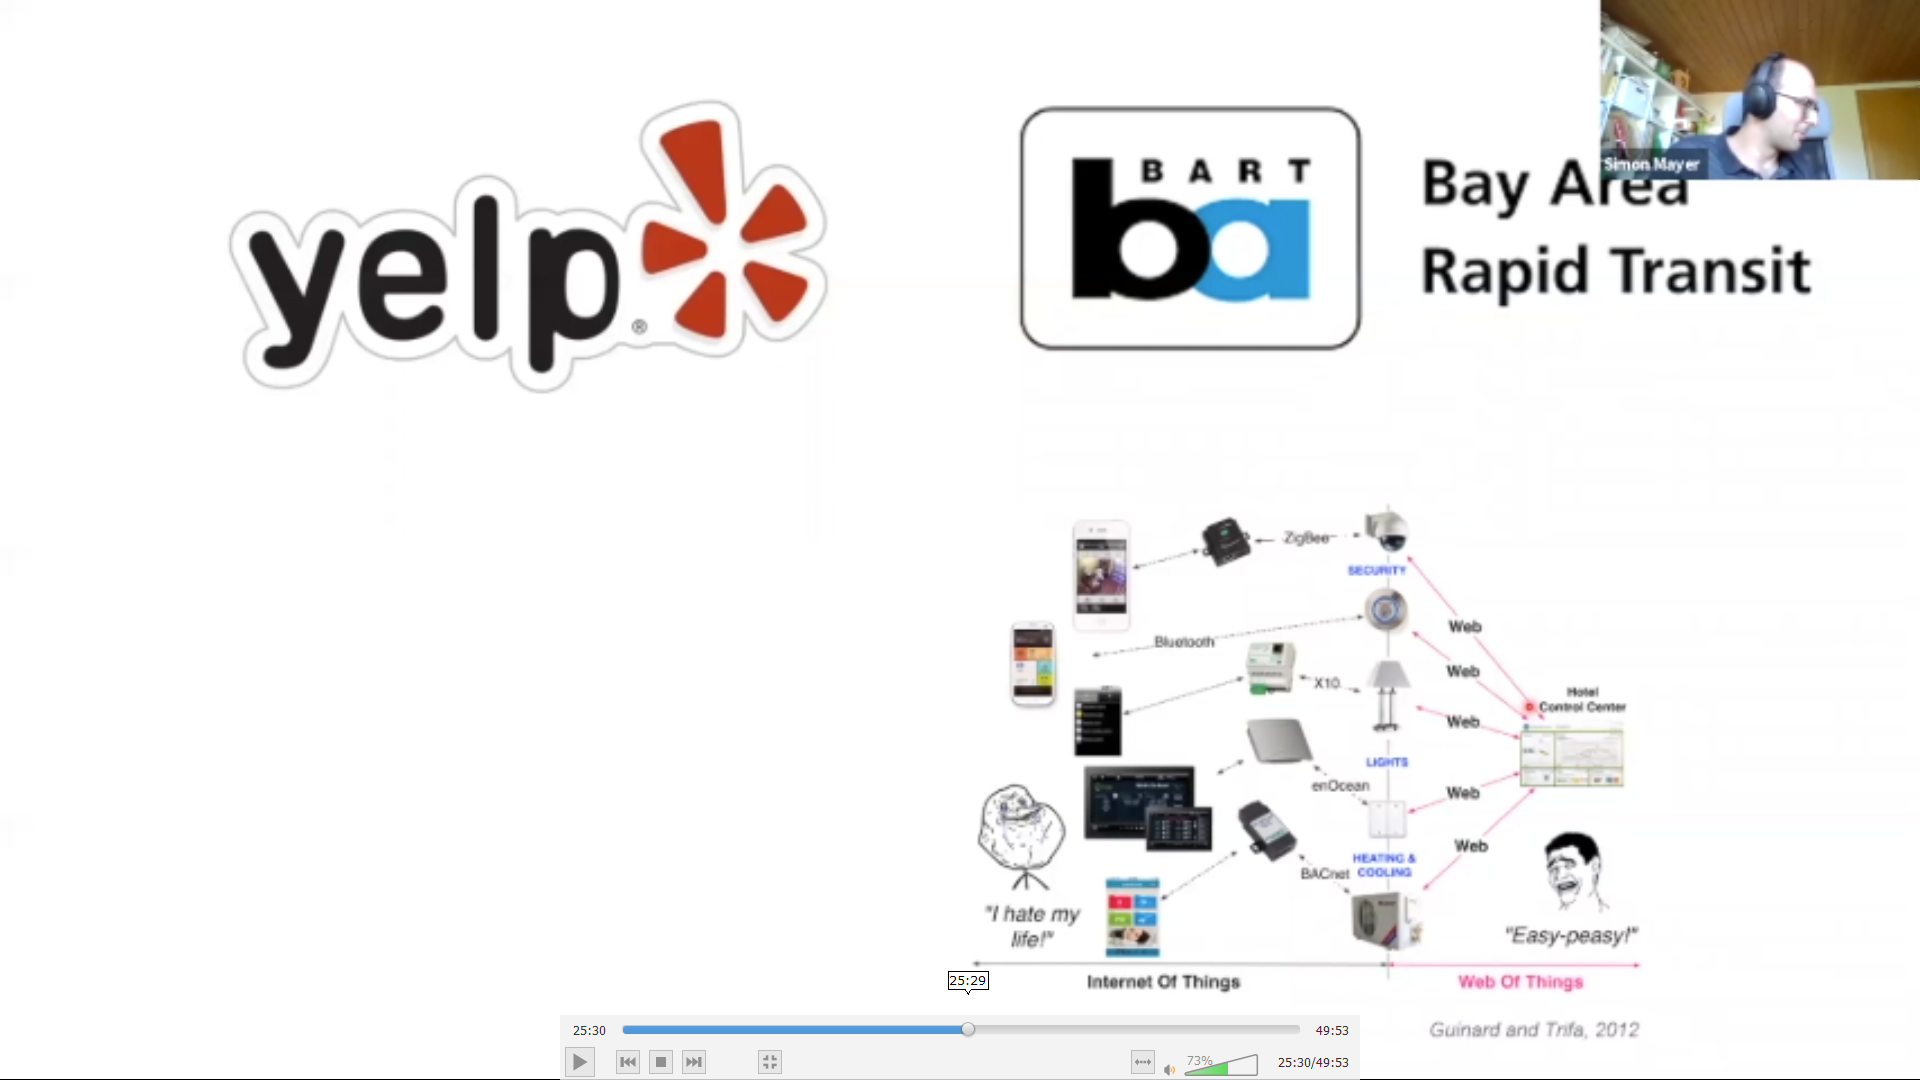 yelp
®
BART
ba
Bay Area
Rapid Transit
Simon Mayer
ZigBee
SECURITY
Bluetooth
Web
Web
X10
Hotel
Control Center
Web
LIGHTS
enOcean
Web
Web
HEATING &
COOLING
BACnet
"I hate my
life!"
"Easy-peasy!"
Internet Of Things
Web Of Things
25:29
Guinard and Trifa, 2012
25:30
49:53
73%
25:30/49:53